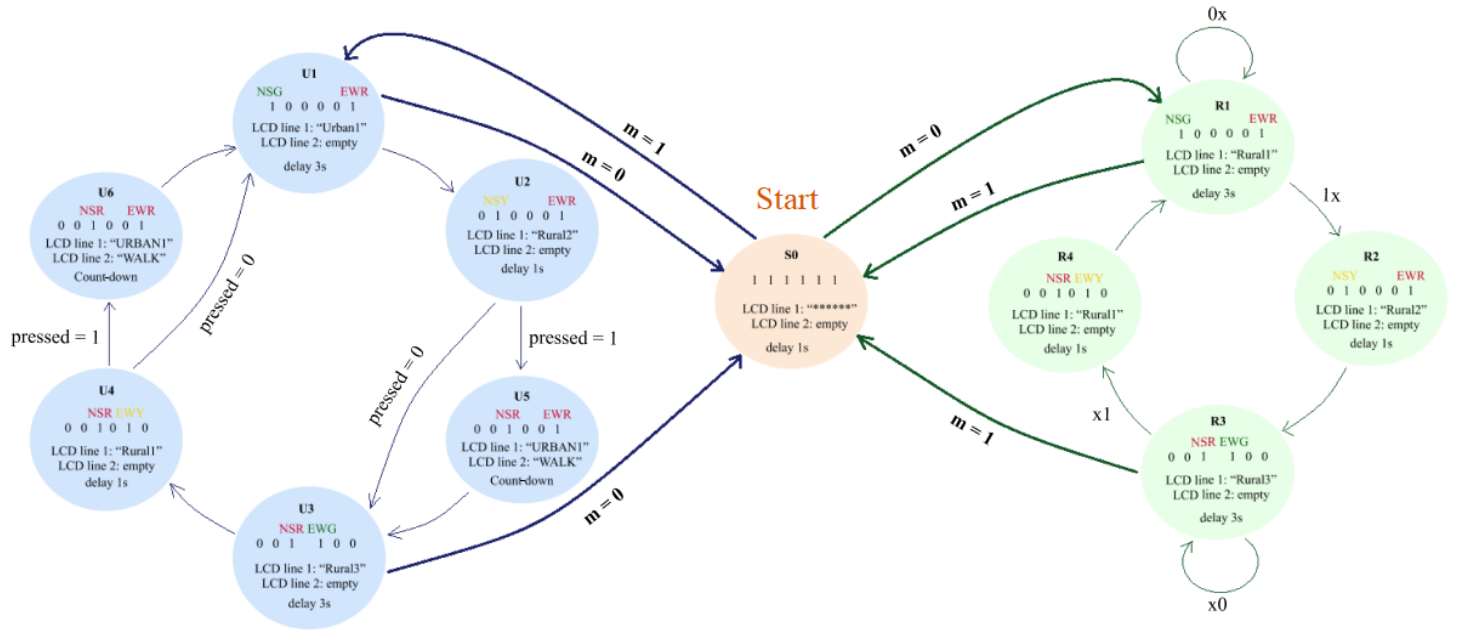 U1
NSG EWR
1 0 0 0 0 1
LCD line 1: “Urban1”
LCD line 2: empty
delay 3s
U2
NSY EWR
0 1 0 0 0 1
LCD line 1: “Rural2”
LCD line 2: empty
delay 1s
U6
NSR EWR
0 0 1 0 0 1
LCD line 1: “URBAN1”
LCD line 2: “WALK”
Count-down
pressed = 1
pressed = 0
U4
NSR EWY
0 0 1 0 1 0
LCD line 1: “Rural1”
LCD line 2: empty
delay 1s
pressed = 0
pressed = 1
U5
NSR EWR
0 0 1 0 0 1
LCD line 1: “URBAN1”
LCD line 2: “WALK”
Count-down
U3
NSR EWG
0 0 1 1 0 0
LCD line 1: “Rural3”
LCD line 2: empty
delay 3s
m = 1
m = 0
m = 0
Start
S0
1 1 1 1 1 1
LCD line 1: “******”
LCD line 2: empty
delay 1s
m = 0
m = 1
m = 1
0x
R1
NSG EWR
1 0 0 0 0 1
LCD line 1: “Rural1”
LCD line 2: empty
delay 3s
1x
R4
NSR EWY
0 0 1 0 1 0
LCD line 1: “Rural1”
LCD line 2: empty
delay 1s
R2
NSY EWR
0 1 0 0 0 1
LCD line 1: “Rural2”
LCD line 2: empty
delay 1s
x1
R3
NSR EWG
0 0 1 1 0 0
LCD line 1: “Rural3”
LCD line 2: empty
delay 3s
x0